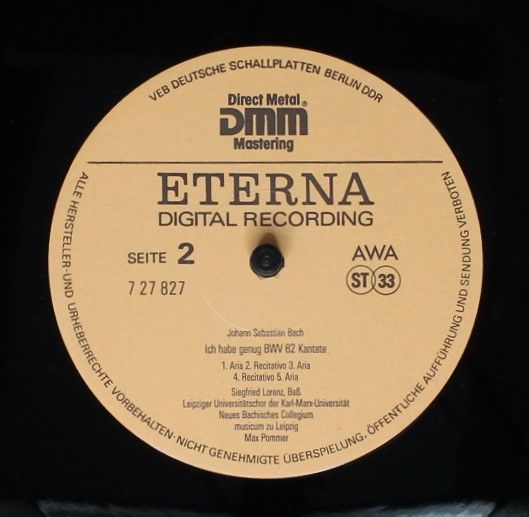 VEB DEUTSCHE SCHALLPLATTEN BERLIN DDR
Direct Metal®
DMM
Mastering
ETERNA
DIGITAL RECORDING
SEITE 2
AWA
7 27 827
ST 33
Johann Sebastian Bach
Ich habe genug BWV 82 Kantate
1. Aria 2. Recitativo 3. Aria
4. Recitativo 5. Aria
Siegfried Lorenz, Baß
Leipziger Universitätschor der Karl-Marx-Universität
Neues Bachisches Collegium
musicum zu Leipzig
Max Pommer
ALLE HERSTELLER-UND URHEBERRECHTE VORBEHALTEN·NICHT GENEHMIGTE ÜBERSPIELUNG, ÖFFENTLICHE AUFFÜHRUNG UND SENDUNG VERBOTEN